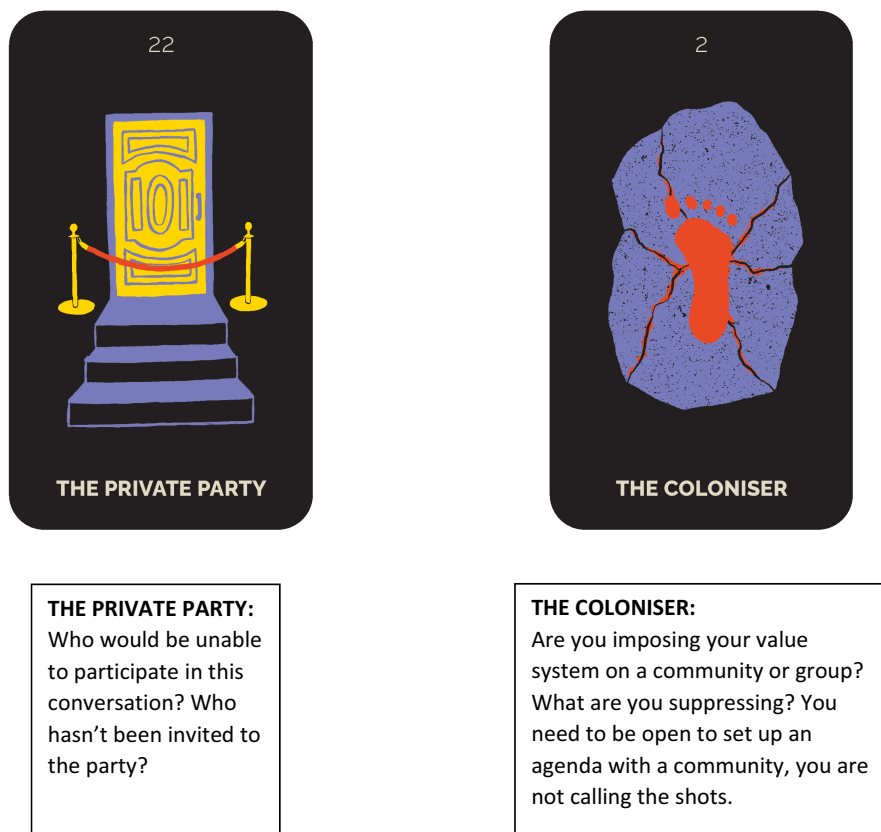 22
THE PRIVATE PARTY
2
THE COLONISER
THE PRIVATE PARTY:
Who would be unable
to participate in this
conversation? Who
hasn’t been invited to
the party?
THE COLONISER:
Are you imposing your value
system on a community or group?
What are you suppressing? You
need to be open to set up an
agenda with a community, you are
not calling the shots.